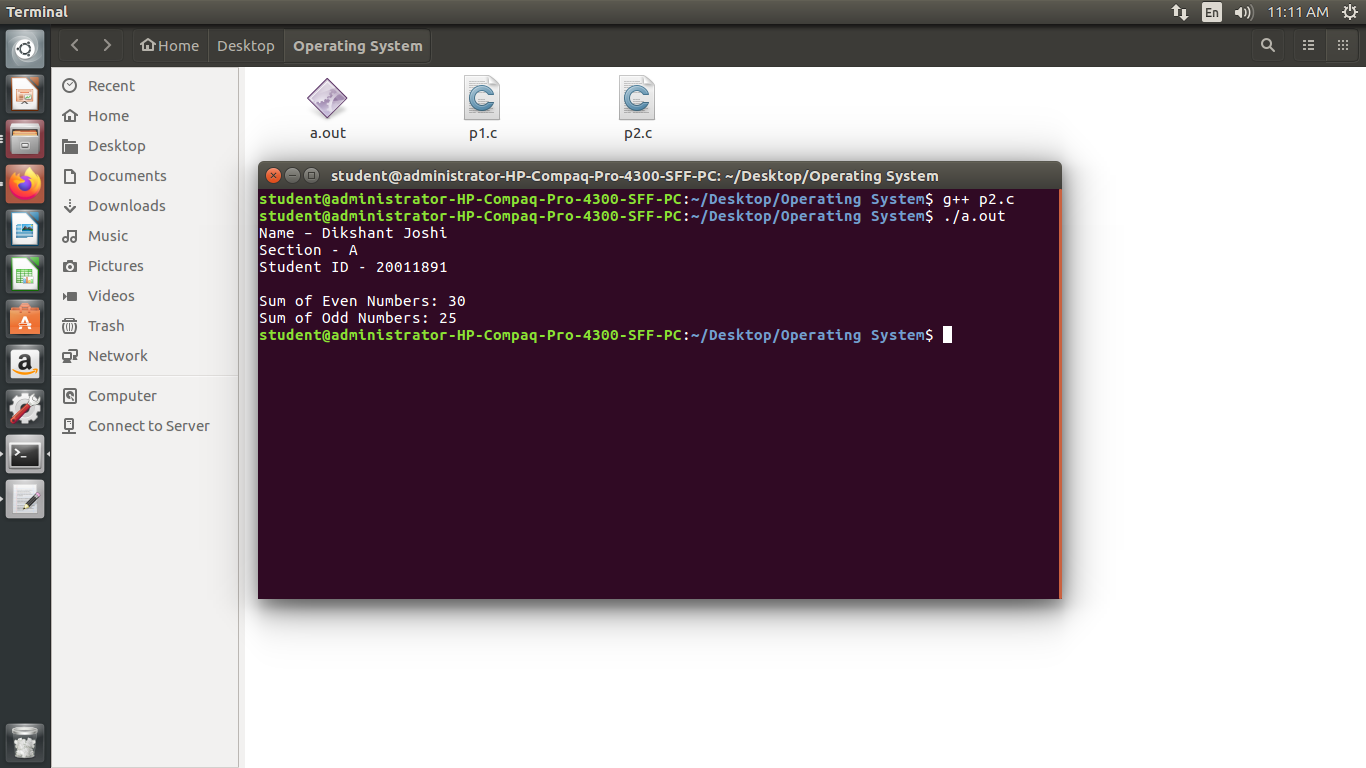 Terminal
En
11:11 AM
Home
Desktop
Operating System
Recent
Home
Desktop
Documents
Downloads
Music
Pictures
Videos
Trash
Network
Computer
Connect to Server
a.out
p1.c
p2.c
student@administrator-HP-Compaq-Pro-4300-SFF-PC: ~/Desktop/Operating System
student@administrator-HP-Compaq-Pro-4300-SFF-PC:~/Desktop/Operating System$ g++ p2.c
student@administrator-HP-Compaq-Pro-4300-SFF-PC:~/Desktop/Operating System$ ./a.out
Name – Dikshant Joshi
Section - A
Student ID - 20011891
Sum of Even Numbers: 30
Sum of Odd Numbers: 25
student@administrator-HP-Compaq-Pro-4300-SFF-PC:~/Desktop/Operating System$